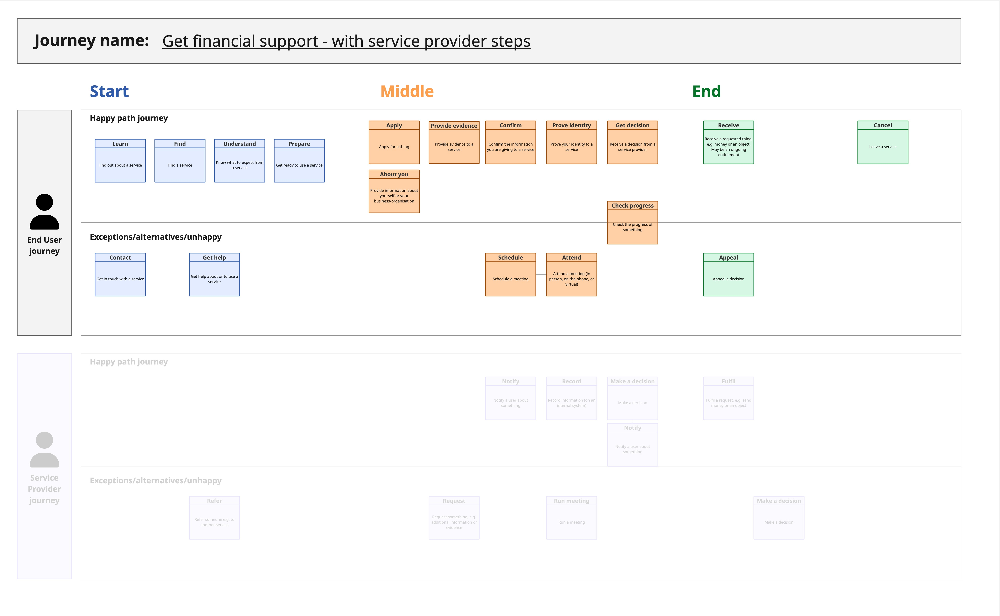 Journey name: Get financial support - with service provider steps
Start
Middle
End
End User
journey
Happy path journey
Learn
Find out about a service
Find
Find a service
Understand
Know what to expect from
a service
Prepare
Get ready to use a service
Apply
Apply for a thing
About you
Provide information about
yourself or your
business/organisation
Provide evidence
Provide evidence to a
service
Confirm
Confirm the information
you are giving to a service
Prove identity
Prove your identity to a
service
Get decision
Receive a decision from a
service provider
Check progress
Check the progress of
something
Receive
Receive a requested thing,
e.g. money or an object.
May be an ongoing
entitlement
Cancel
Leave a service
Exceptions/alternatives/unhappy
Contact
Get in touch with a service
Get help
Get help about or to use a
service
Schedule
Schedule a meeting
Attend
Attend a meeting (in
person, on the phone, or
virtual)
Appeal
Appeal a decision
Service
Provider
journey
Happy path journey
Notify
Notify a user about
something
Record
Record information (on an
internal system)
Make a decision
Make a decision
Notify
Notify a user about
something
Fulfil
Fulfil a request, e.g. send
money or an object
Exceptions/alternatives/unhappy
Refer
Refer someone e.g. to
another service
Request
Request something, e.g.
additional information or
evidence
Run meeting
Run a meeting
Make a decision
Make a decision